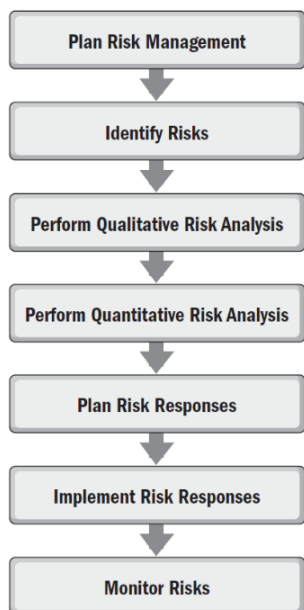 Plan Risk Management
Identify Risks
Perform Qualitative Risk Analysis
Perform Quantitative Risk Analysis
Plan Risk Responses
Implement Risk Responses
Monitor Risks